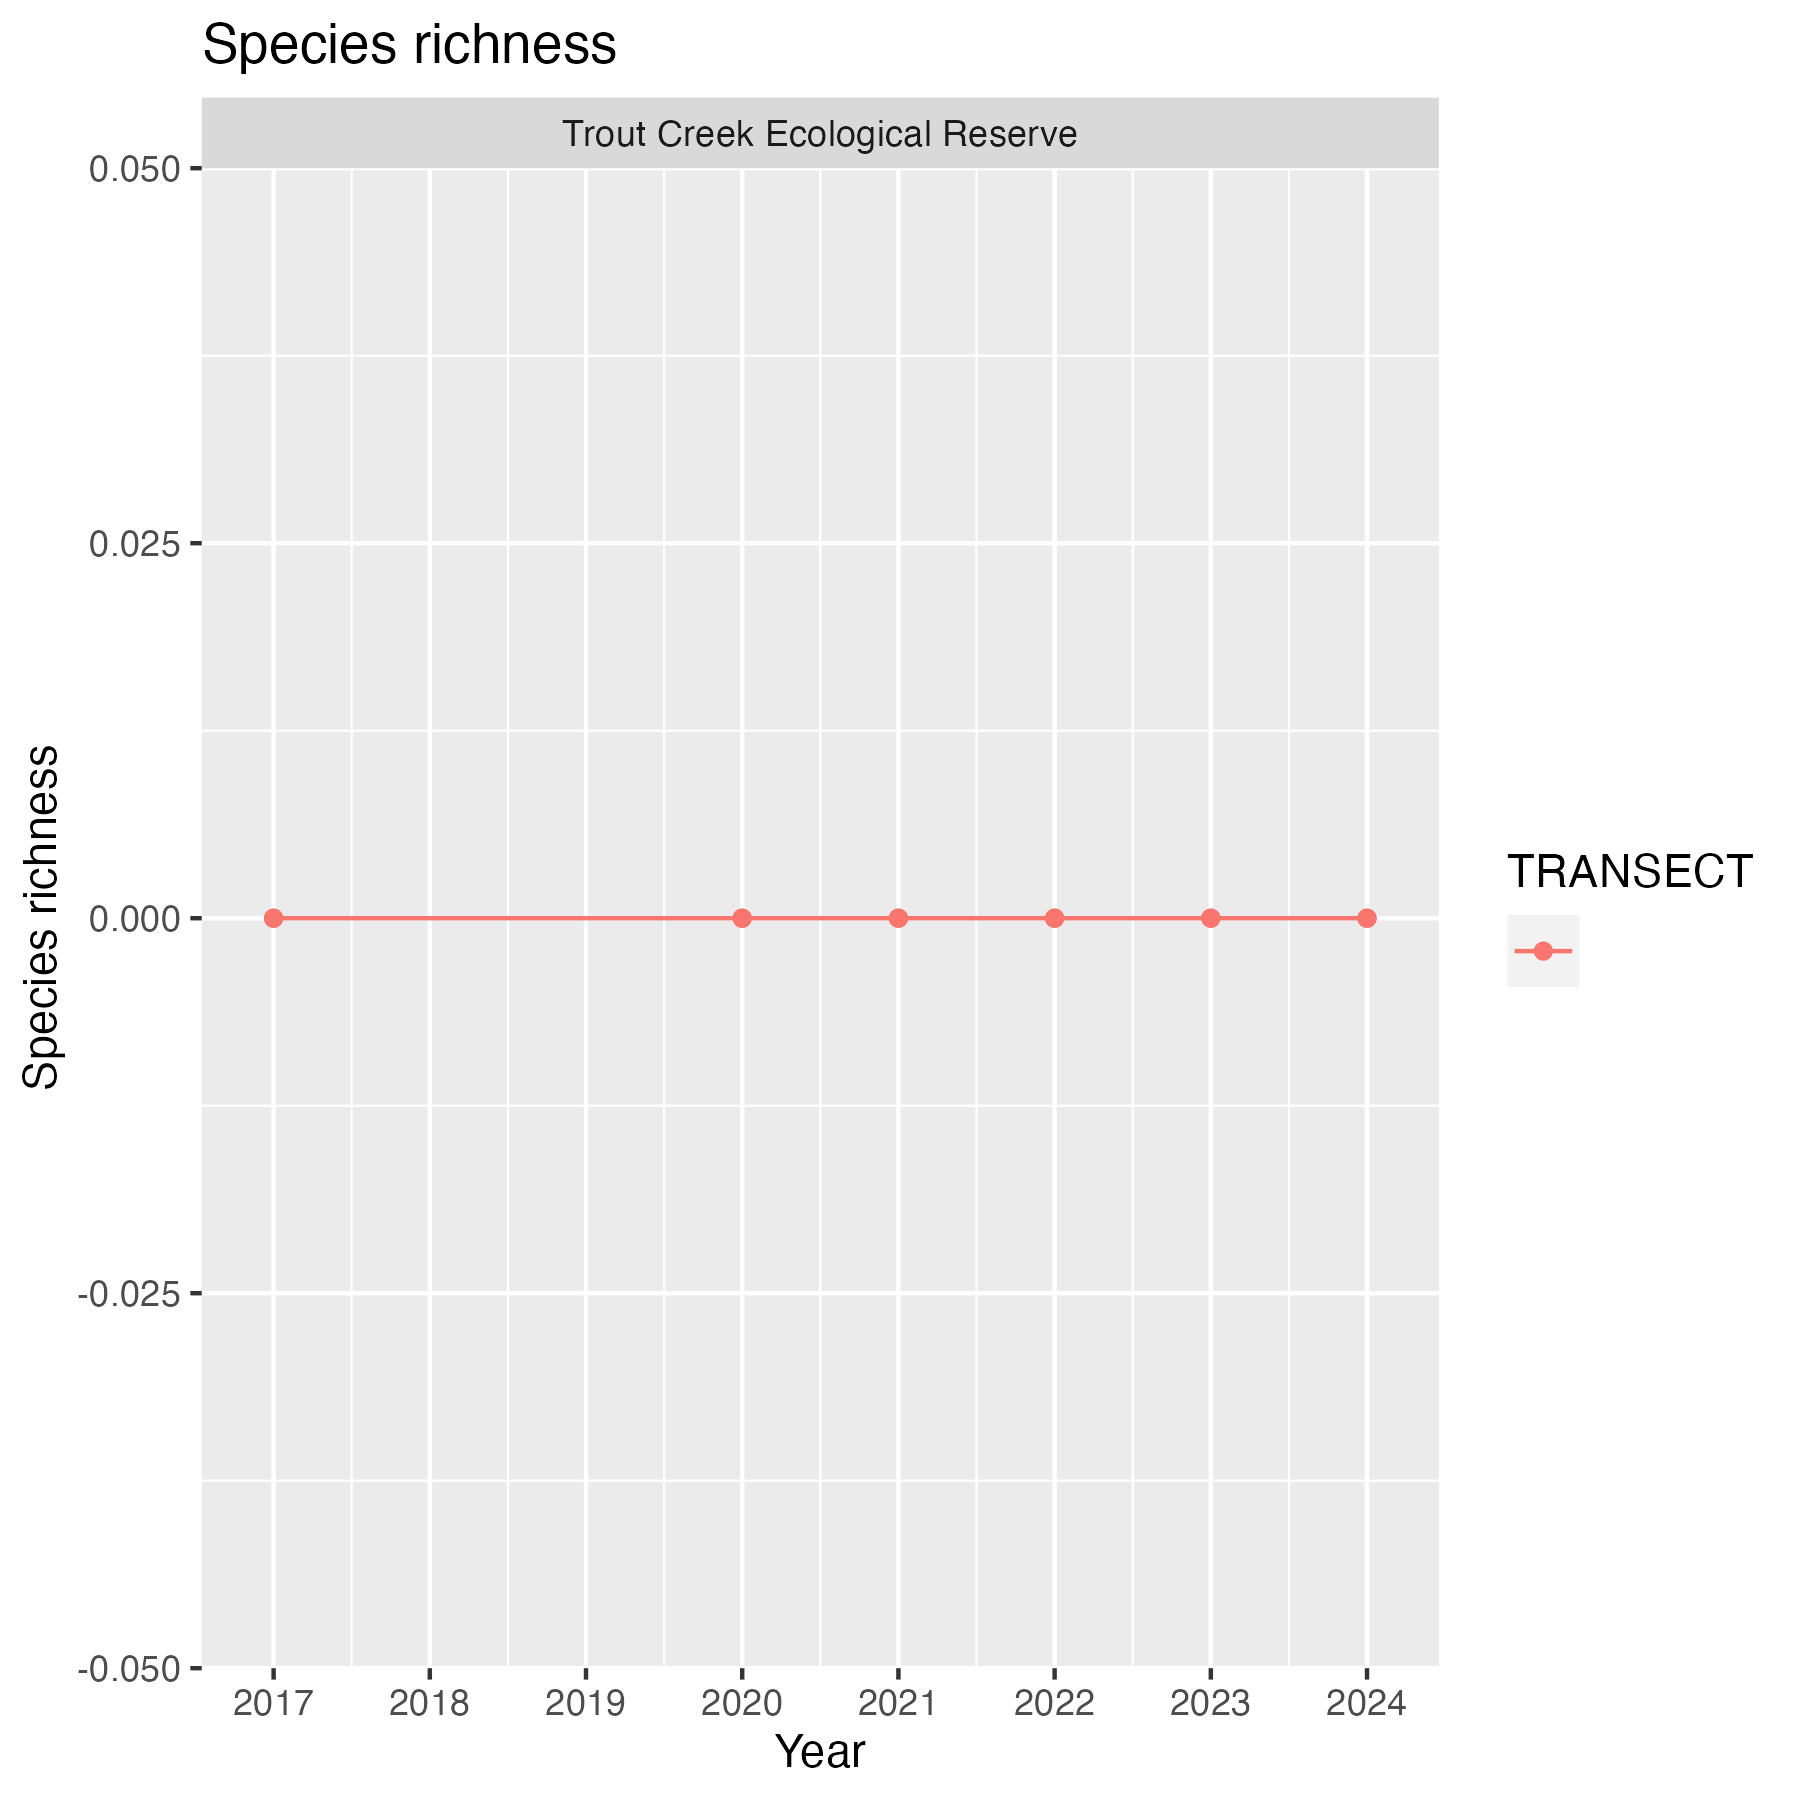 Species richness
Trout Creek Ecological Reserve
0.050
0.025
0.000
-0.025
-0.050
Species richness
2017 2018 2019 2020 2021 2022 2023 2024
Year
TRANSECT